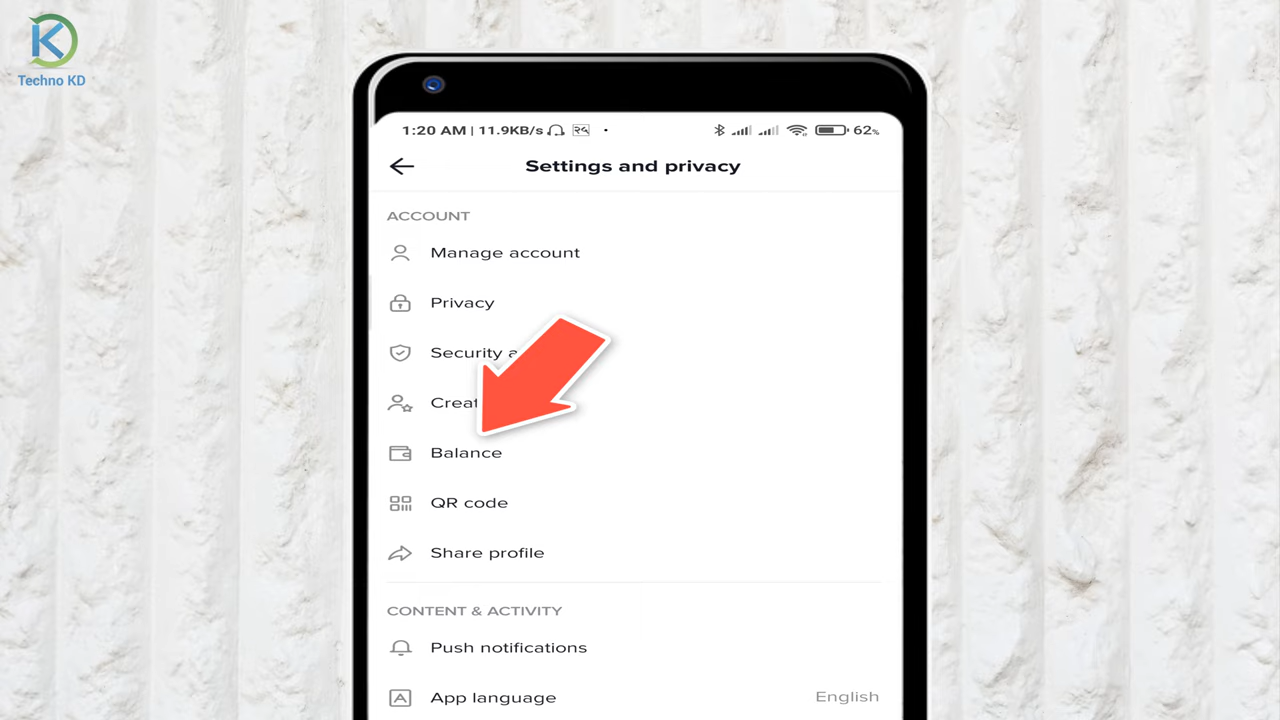 Techno KD
1:20 AM | 11.9KB/s
62%
Settings and privacy
ACCOUNT
Manage account
Privacy
Security
Balance
QR code
Share profile
CONTENT & ACTIVITY
Push notifications
App language
English